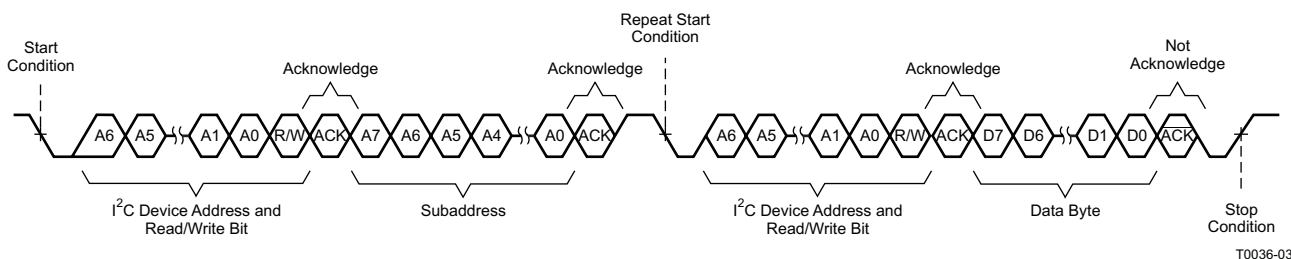 Repeat Start
Condition
Start
Condition
Not
Acknowledge
Acknowledge
Acknowledge
Acknowledge
A6 A5 A1 A0 R/W ACK A7 A6 A5 A4 A0 ACK A6 A5 A1 A0 R/W ACK D7 D6 D1 D0 A̅C̅K̅
I²C Device Address and
Read/Write Bit
Subaddress
I²C Device Address and
Read/Write Bit
Data Byte
Stop
Condition
T0036-03